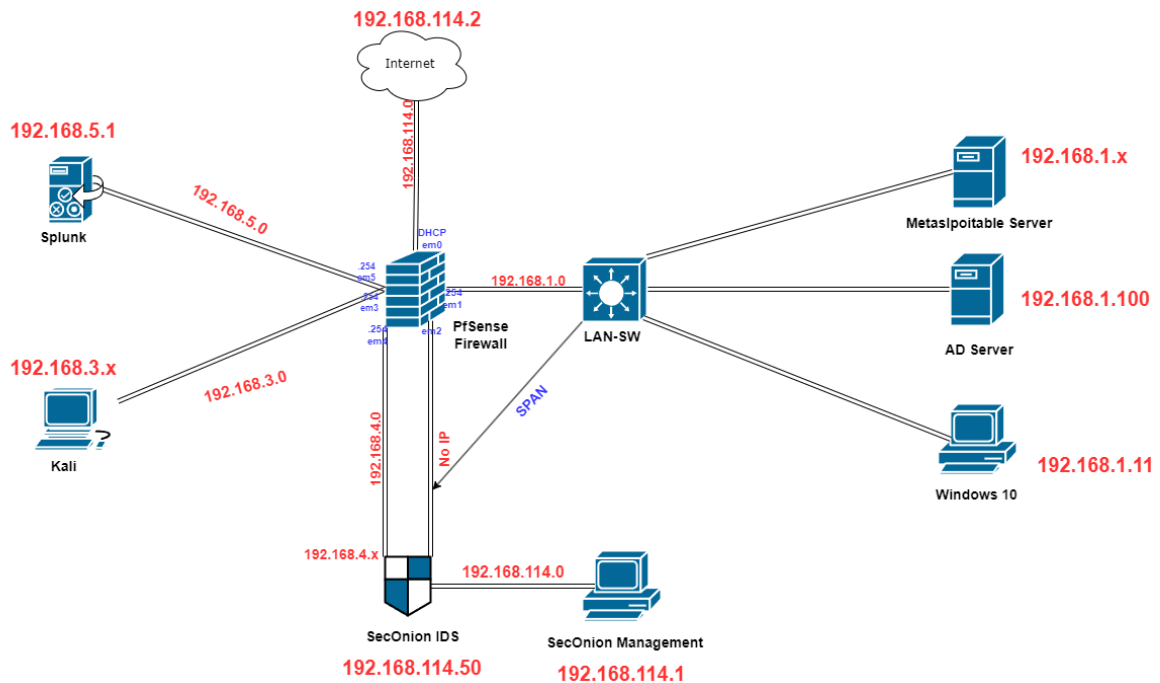 192.168.114.2
Internet
192.168.114.0
192.168.5.1
Splunk
192.168.5.0
DHCP
em0
.254
em5
.254
em3
.254
em4
.254
em1
em2
PfSense
Firewall
192.168.1.0
LAN-SW
192.168.1.x
Metaslpoitable Server
192.168.1.100
AD Server
192.168.3.x
192.168.3.0
Kali
192.168.4.0
No IP
SPAN
192.168.1.11
Windows 10
192.168.4.x
192.168.114.0
SecOnion IDS
192.168.114.50
SecOnion Management
192.168.114.1